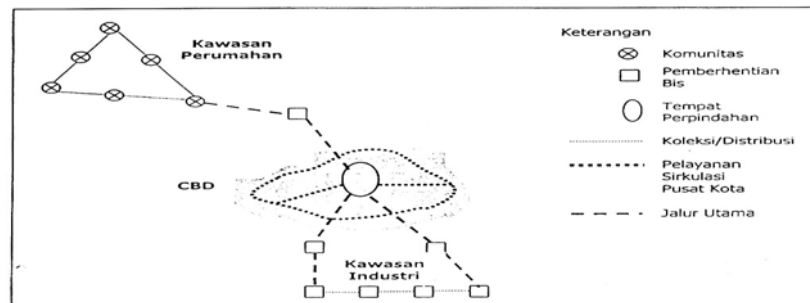 Kawasan
Perumahan
CBD
Kawasan
Industri
Keterangan
Komunitas
Pemberhentian
Bis
Tempat
Perpindahan
Koleksi/Distribusi
Pelayanan
Sirkulasi
Pusat Kota
Jalur Utama